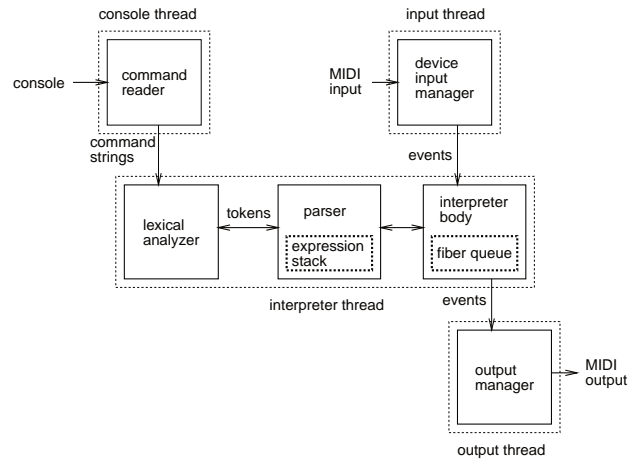 console thread
input thread
console
command
reader
MIDI
input
device
input
manager
command
strings
events
lexical
analyzer
tokens
parser
expression
stack
interpreter
body
fiber queue
interpreter thread
events
output
manager
MIDI
output
output thread